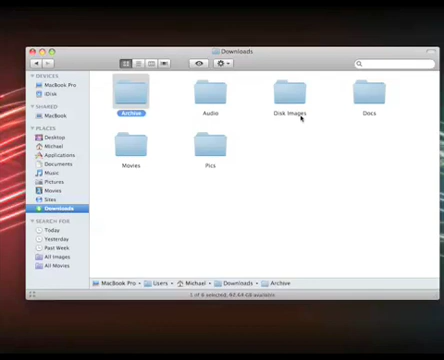 Downloads
DEVICES
MacBook Pro
iDisk
SHARED
MacBook
PLACES
Desktop
Michael
Applications
Documents
Music
Pictures
Movies
Sites
Downloads
SEARCH FOR
Today
Yesterday
Past Week
All Images
All Movies
Archive
Audio
Disk Images
Docs
Movies
Pics
MacBook Pro Users Michael Downloads Archive
1 of 6 selected, 97.64 GB available